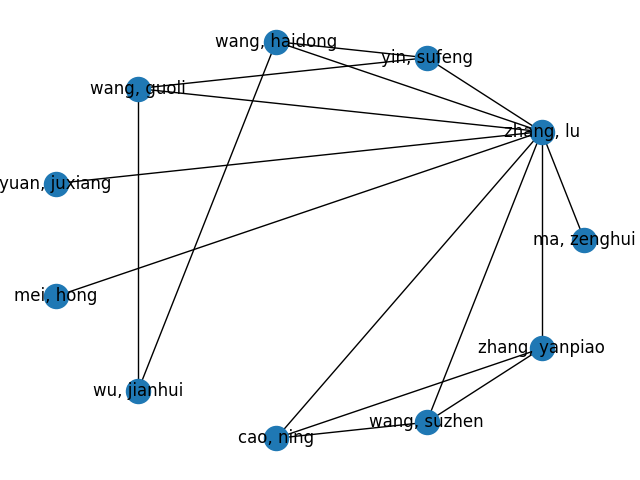 wang, haidong
yin, sufeng
wang, guoli
zhang, lu
yuan, juxiang
ma, zenghui
mei, hong
zhang, yanpiao
wu, jianhui
wang, suzhen
cao, ning